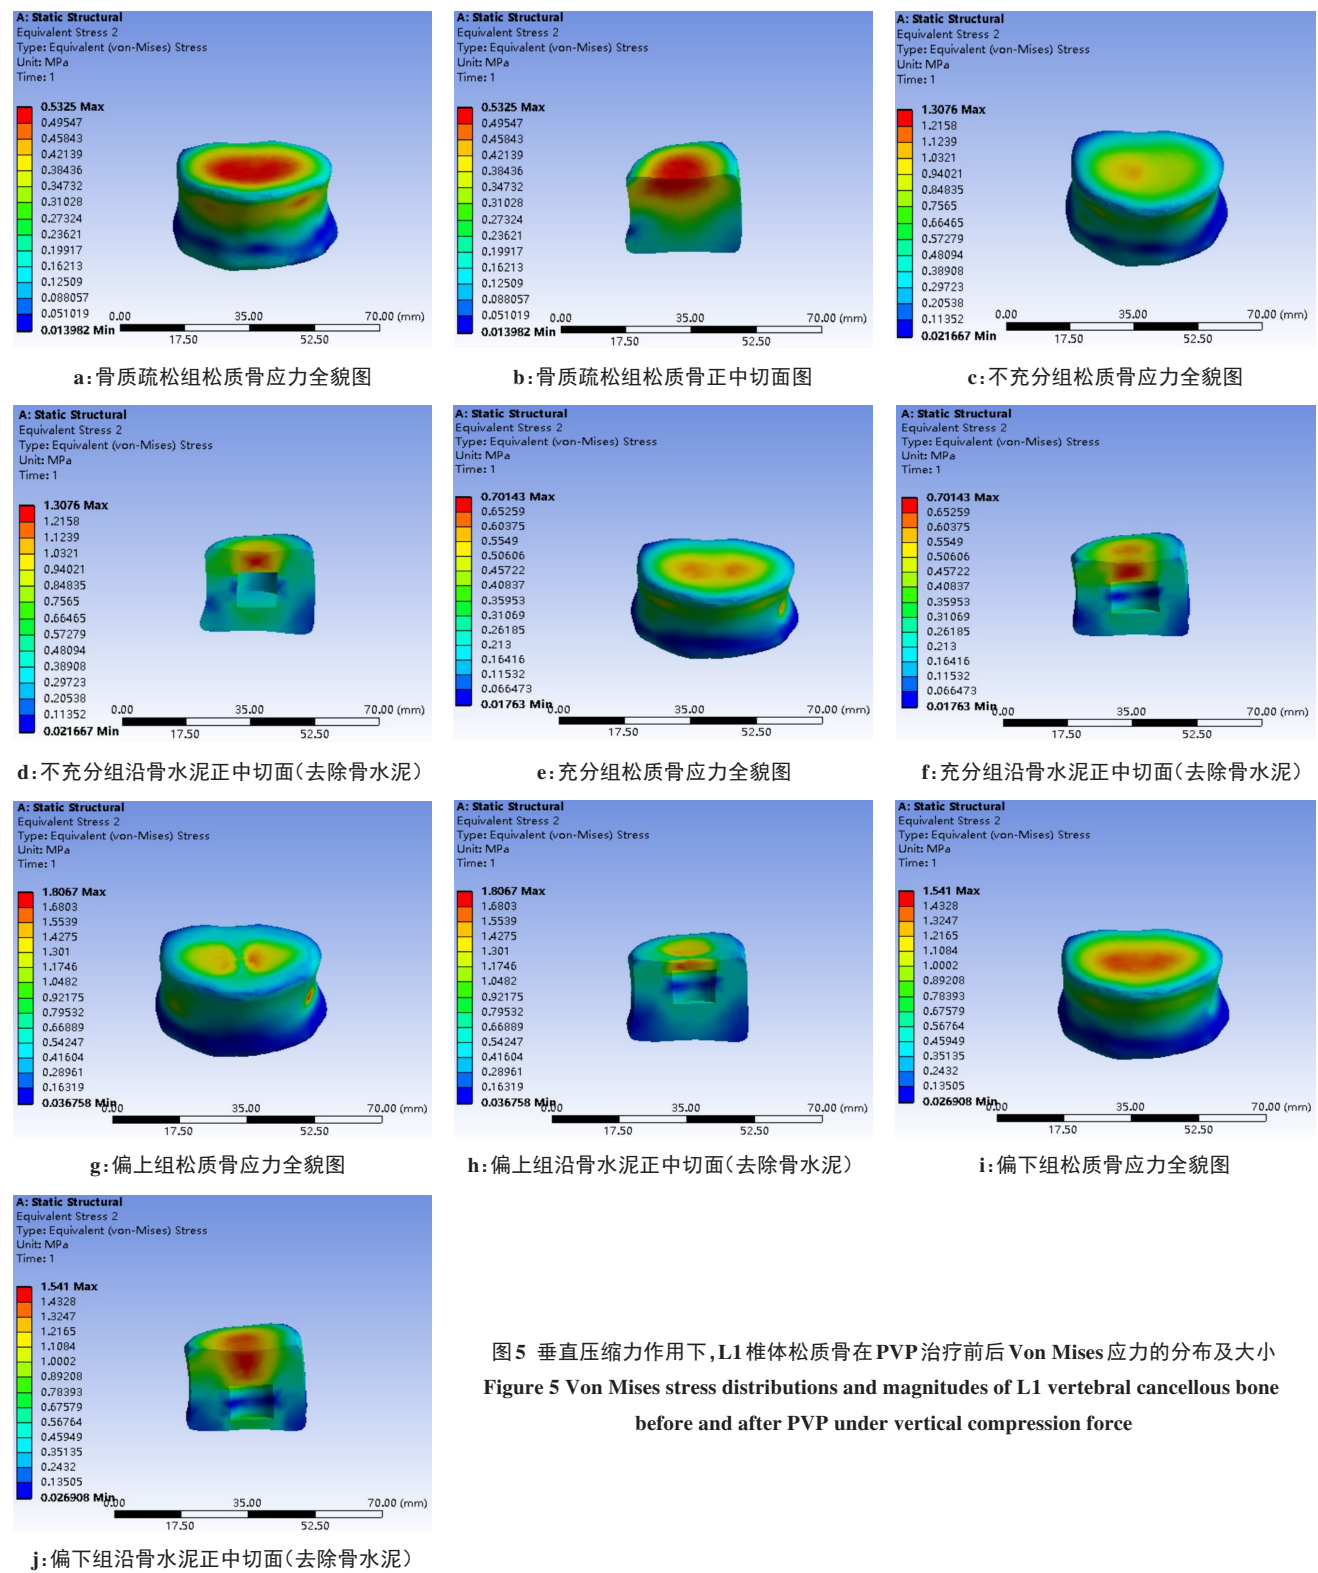 A: Static Structural
Equivalent Stress 2
Type: Equivalent (von-Mises) Stress
Unit: MPa
Time: 1
0.5325 Max
0.49547
0.45843
0.42139
0.38436
0.34732
0.31028
0.27324
0.23621
0.19917
0.16213
0.12509
0.088057
0.051019
0.013982 Min
0.00 35.00 70.00 (mm)
17.50 52.50
a:骨质疏松组松质骨应力全貌图
A: Static Structural
Equivalent Stress 2
Type: Equivalent (von-Mises) Stress
Unit: MPa
Time: 1
0.5325 Max
0.49547
0.45843
0.42139
0.38436
0.34732
0.31028
0.27324
0.23621
0.19917
0.16213
0.12509
0.088057
0.051019
0.013982 Min
0.00 35.00 70.00 (mm)
17.50 52.50
b:骨质疏松组松质骨正中切面图
A: Static Structural
Equivalent Stress 2
Type: Equivalent (von-Mises) Stress
Unit: MPa
Time: 1
1.3076 Max
1.2158
1.1239
1.0321
0.94021
0.84835
0.7565
0.66465
0.57279
0.48094
0.38908
0.29723
0.20538
0.11352
0.021667 Min
0.00 35.00 70.00 (mm)
17.50 52.50
c:不充分组松质骨应力全貌图
A: Static Structural
Equivalent Stress 2
Type: Equivalent (von-Mises) Stress
Unit: MPa
Time: 1
1.3076 Max
1.2158
1.1239
1.0321
0.94021
0.84835
0.7565
0.66465
0.57279
0.48094
0.38908
0.29723
0.20538
0.11352
0.021667 Min
0.00 35.00 70.00 (mm)
17.50 52.50
d:不充分组沿骨水泥正中切面(去除骨水泥)
A: Static Structural
Equivalent Stress 2
Type: Equivalent (von-Mises) Stress
Unit: MPa
Time: 1
0.70143 Max
0.65259
0.60375
0.5549
0.50606
0.45722
0.40837
0.35953
0.31069
0.26185
0.213
0.16416
0.11532
0.066473
0.01763 Min
0.00 35.00 70.00 (mm)
17.50 52.50
e:充分组松质骨应力全貌图
A: Static Structural
Equivalent Stress 2
Type: Equivalent (von-Mises) Stress
Unit: MPa
Time: 1
0.70143 Max
0.65259
0.60375
0.5549
0.50606
0.45722
0.40837
0.35953
0.31069
0.26185
0.213
0.16416
0.11532
0.066473
0.01763 Min
0.00 35.00 70.00 (mm)
17.50 52.50
f:充分组沿骨水泥正中切面(去除骨水泥)
A: Static Structural
Equivalent Stress 2
Type: Equivalent (von-Mises) Stress
Unit: MPa
Time: 1
1.8067 Max
1.6803
1.5539
1.4275
1.301
1.1746
1.0482
0.92175
0.79532
0.66889
0.54247
0.41604
0.28961
0.16319
0.036758 Min
0.00 35.00 70.00 (mm)
17.50 52.50
g:偏上组松质骨应力全貌图
A: Static Structural
Equivalent Stress 2
Type: Equivalent (von-Mises) Stress
Unit: MPa
Time: 1
1.8067 Max
1.6803
1.5539
1.4275
1.301
1.1746
1.0482
0.92175
0.79532
0.66889
0.54247
0.41604
0.28961
0.16319
0.036758 Min
0.00 35.00 70.00 (mm)
17.50 52.50
h:偏上组沿骨水泥正中切面(去除骨水泥)
A: Static Structural
Equivalent Stress 2
Type: Equivalent (von-Mises) Stress
Unit: MPa
Time: 1
1.541 Max
1.4328
1.3247
1.2165
1.1084
1.0002
0.89208
0.78393
0.67579
0.56764
0.45949
0.35135
0.2432
0.13505
0.026908 Min
0.00 35.00 70.00 (mm)
17.50 52.50
i:偏下组松质骨应力全貌图
A: Static Structural
Equivalent Stress 2
Type: Equivalent (von-Mises) Stress
Unit: MPa
Time: 1
1.541 Max
1.4328
1.3247
1.2165
1.1084
1.0002
0.89208
0.78393
0.67579
0.56764
0.45949
0.35135
0.2432
0.13505
0.026908 Min
0.00 35.00 70.00 (mm)
17.50 52.50
j:偏下组沿骨水泥正中切面(去除骨水泥)
图5 垂直压缩力作用下,L1椎体松质骨在PVP治疗前后Von Mises应力的分布及大小
Figure 5 Von Mises stress distributions and magnitudes of L1 vertebral cancellous bone
before and after PVP under vertical compression force